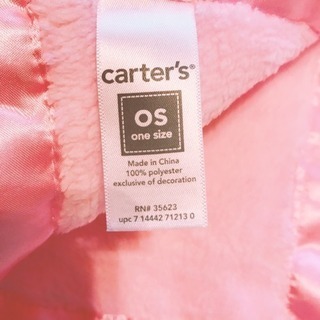 carter's®
OS
one size
Made in China
100% polyester
exclusive of decoration
RN# 35623
upc 7 14442 71213 0